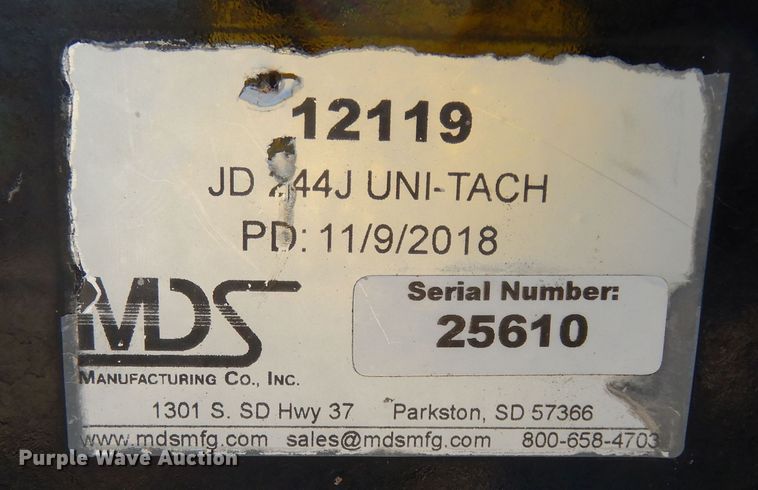 12119
JD 244J UNI-TACH
PD: 11/9/2018
MDS
MANUFACTURING CO., INC.
Serial Number:
25610
1301 S. SD Hwy 37 Parkston, SD 57366
www.mdsmfg.com sales@mdsmfg.com 800-658-4703
Purple Wave Auction